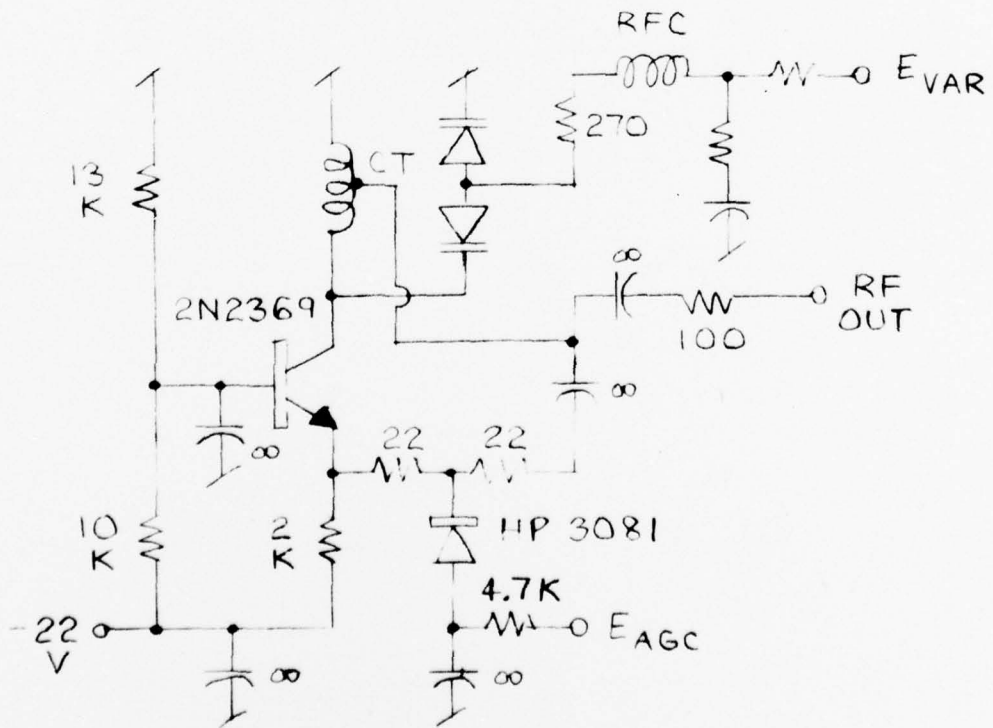 RFC
E VAR
270
CT
13
K
∞
RF
OUT
2N2369
100
∞
∞
22
22
10
K
2
K
HP 3081
4.7K
-22
V
E AGC
∞
∞